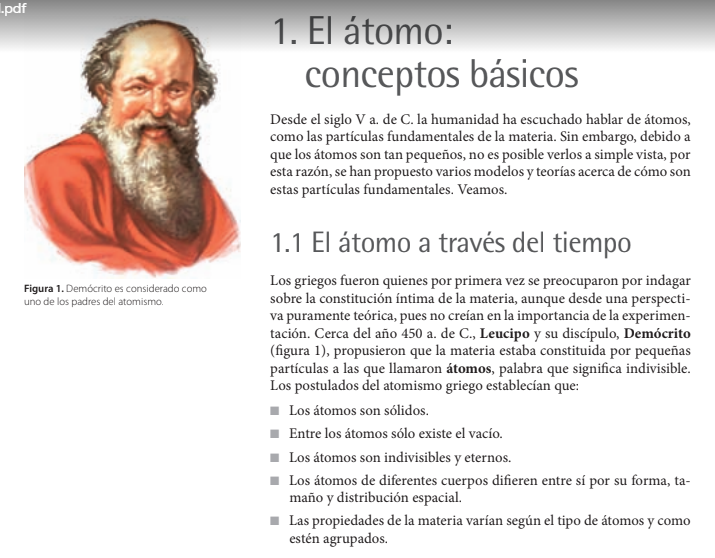 l.pdf
1. El átomo:
conceptos básicos
Desde el siglo V a. de C. la humanidad ha escuchado hablar de átomos,
como las partículas fundamentales de la materia. Sin embargo, debido a
que los átomos son tan pequeños, no es posible verlos a simple vista, por
esta razón, se han propuesto varios modelos y teorías acerca de cómo son
estas partículas fundamentales. Veamos.
1.1 El átomo a través del tiempo
Los griegos fueron quienes por primera vez se preocuparon por indagar
sobre la constitución íntima de la materia, aunque desde una perspecti-
va puramente teórica, pues no creían en la importancia de la experimen-
tación. Cerca del año 450 a. de C., Leucipo y su discípulo, Demócrito
(figura 1), propusieron que la materia estaba constituida por pequeñas
partículas a las que llamaron átomos, palabra que significa indivisible.
Los postulados del atomismo griego establecían que:
■ Los átomos son sólidos.
■ Entre los átomos sólo existe el vacío.
■ Los átomos son indivisibles y eternos.
■ Los átomos de diferentes cuerpos difieren entre sí por su forma, ta-
maño y distribución espacial.
■ Las propiedades de la materia varían según el tipo de átomos y como
estén agrupados.
Figura 1. Demócrito es considerado como
uno de los padres del atomismo.